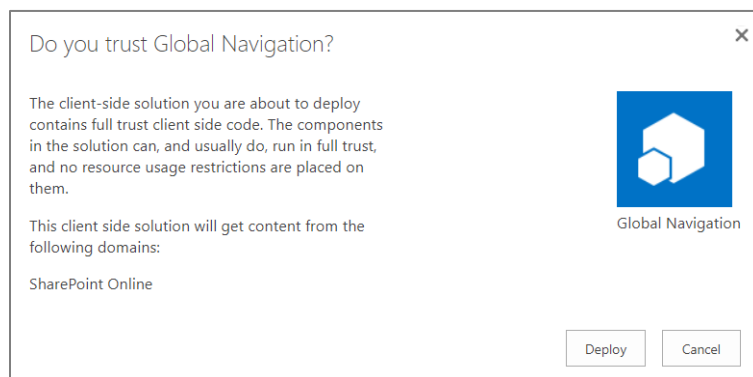 Do you trust Global Navigation?
The client-side solution you are about to deploy
contains full trust client side code. The components
in the solution can, and usually do, run in full trust,
and no resource usage restrictions are placed on
them.
This client side solution will get content from the
following domains:
SharePoint Online
Global Navigation
Deploy
Cancel